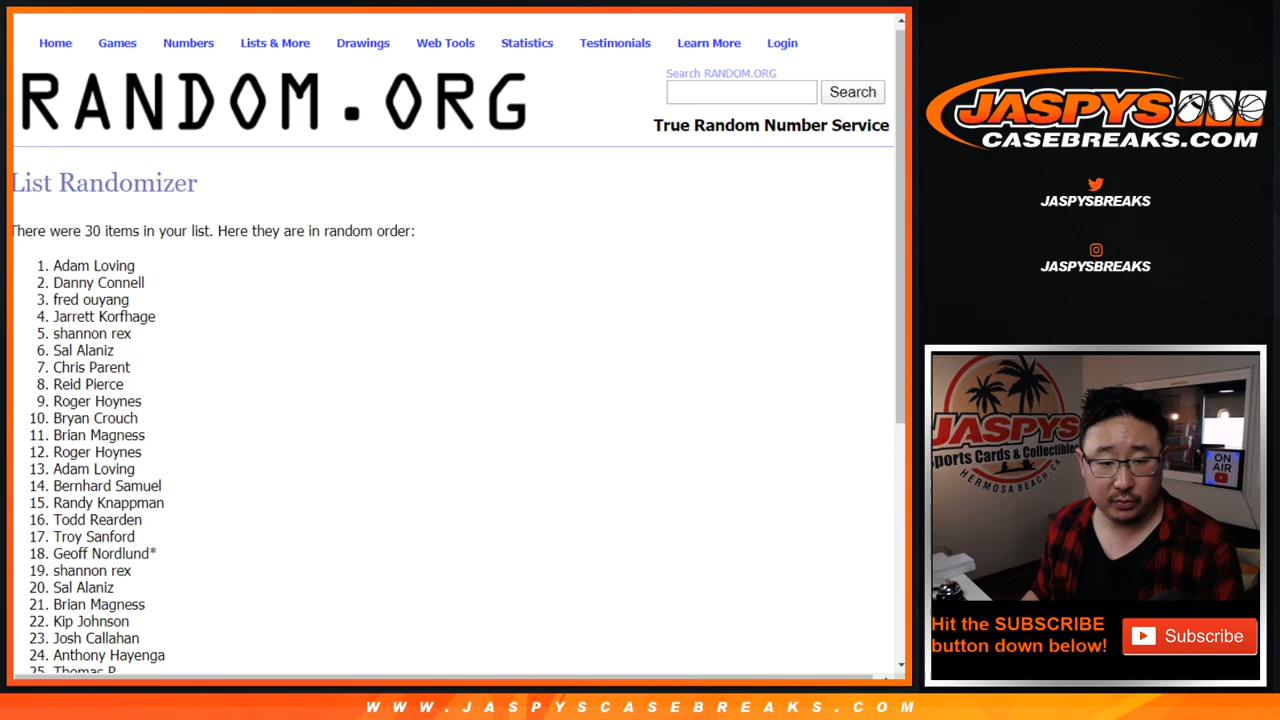 Home Games Numbers Lists & More Drawings Web Tools Statistics Testimonials Learn More Login
RANDOM.ORG
Search RANDOM.ORG
Search
True Random Number Service
List Randomizer
There were 30 items in your list. Here they are in random order:
1. Adam Loving
2. Danny Connell
3. fred ouyang
4. Jarrett Korfhage
5. shannon rex
6. Sal Alaniz
7. Chris Parent
8. Reid Pierce
9. Roger Hoynes
10. Bryan Crouch
11. Brian Magness
12. Roger Hoynes
13. Adam Loving
14. Bernhard Samuel
15. Randy Knappman
16. Todd Rearden
17. Troy Sanford
18. Geoff Nordlund*
19. shannon rex
20. Sal Alaniz
21. Brian Magness
22. Kip Johnson
23. Josh Callahan
24. Anthony Hayenga
25. Thomas P
JASPYS
CASEBREAKS.COM
JASPYSBREAKS
JASPYSBREAKS
JASPYS
Sports Cards & Collectibles
HERMOSA BEACH, CA
ON
AIR
Hit the SUBSCRIBE
button down below!
Subscribe
WWW.JASPYSCASEBREAKS.COM